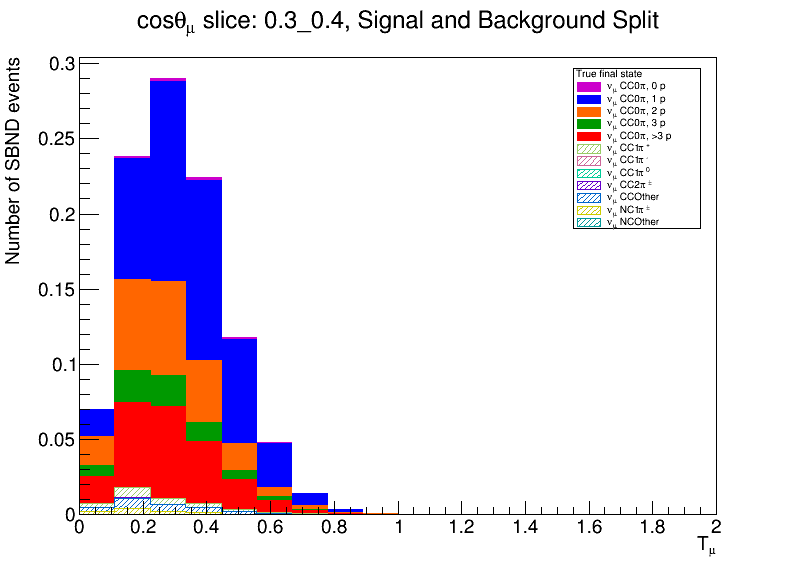 cosθμ slice: 0.3_0.4, Signal and Background Split
Number of SBND events
0.3
0.25
0.2
0.15
0.1
0.05
0
0 0.2 0.4 0.6 0.8 1 1.2 1.4 1.6 1.8 2
Tμ
True final state
νμ CC0π, 0 p
νμ CC0π, 1 p
νμ CC0π, 2 p
νμ CC0π, 3 p
νμ CC0π, >3 p
νμ CC1π⁺
νμ CC1π⁻
νμ CC1π⁰
νμ CC2π±
νμ CCOther
νμ NC1π±
νμ NCOther